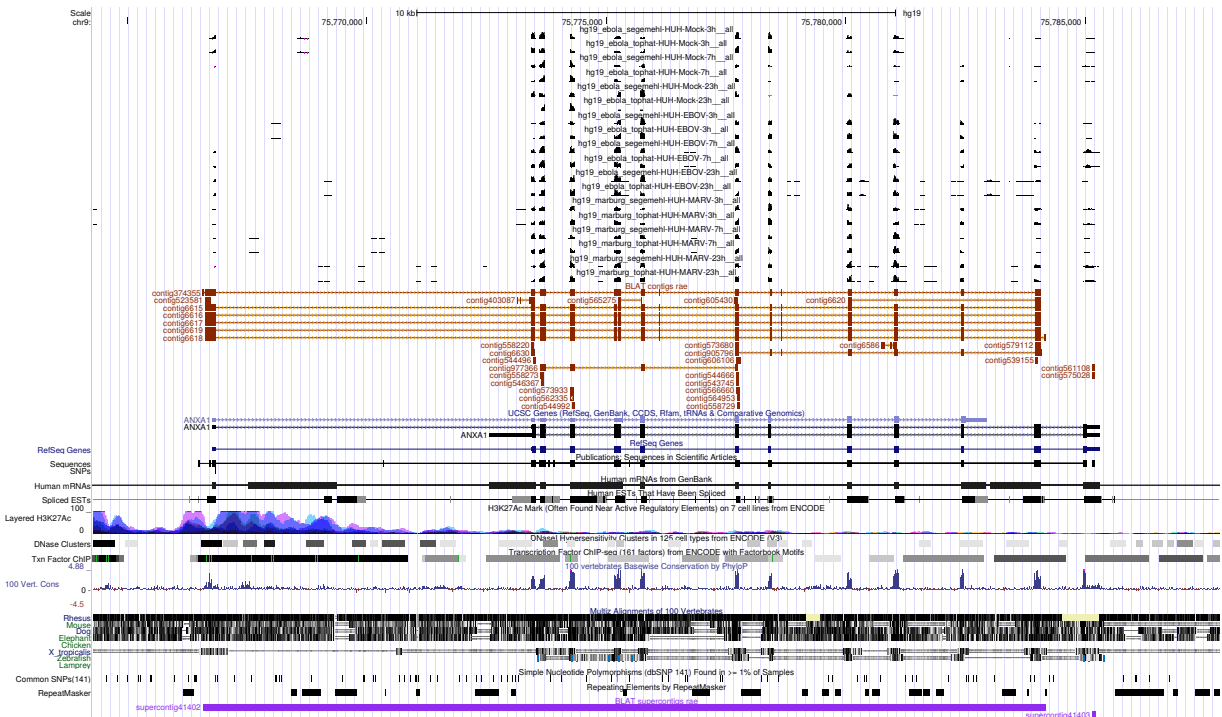 Scale 10 kb hg19
chr9: 75,770,000 75,775,000 75,780,000 75,785,000
hg19_ebola_segemehl-HUH-Mock-3h__all
hg19_ebola_tophat-HUH-Mock-3h__all
hg19_ebola_segemehl-HUH-Mock-7h__all
hg19_ebola_tophat-HUH-Mock-7h__all
hg19_ebola_segemehl-HUH-Mock-23h__all
hg19_ebola_tophat-HUH-Mock-23h__all
hg19_ebola_segemehl-HUH-EBOV-3h__all
hg19_ebola_tophat-HUH-EBOV-3h__all
hg19_ebola_segemehl-HUH-EBOV-7h__all
hg19_ebola_tophat-HUH-EBOV-7h__all
hg19_ebola_segemehl-HUH-EBOV-23h__all
hg19_ebola_tophat-HUH-EBOV-23h__all
hg19_marburg_segemehl-HUH-MARV-3h__all
hg19_marburg_tophat-HUH-MARV-3h__all
hg19_marburg_segemehl-HUH-MARV-7h__all
hg19_marburg_tophat-HUH-MARV-7h__all
hg19_marburg_segemehl-HUH-MARV-23h__all
hg19_marburg_tophat-HUH-MARV-23h__all
BLAT contigs rae
contig374355
contig523581 contig403087 contig565275 contig605430 contig6620
contig6615
contig6616
contig6617
contig6619
contig6618
contig558220 contig573680 contig6586 contig579112
contig6630 contig905796
contig544496 contig606106 contig539155
contig977366 contig561108
contig558273 contig544666 contig575028
contig546367 contig543745
contig573933 contig566660
contig562335 contig564953
contig544992 contig558729
UCSC Genes (RefSeq, GenBank, CCDS, Rfam, tRNAs & Comparative Genomics)
ANXA1
ANXA1
ANXA1
RefSeq Genes
RefSeq Genes
Publications: Sequences in Scientific Articles
Sequences
SNPs
Human mRNAs from GenBank
Human mRNAs
Human ESTs That Have Been Spliced
Spliced ESTs
H3K27Ac Mark (Often Found Near Active Regulatory Elements) on 7 cell lines from ENCODE
100
Layered H3K27Ac
0
DNaseI Hypersensitivity Clusters in 125 cell types from ENCODE (V3)
DNase Clusters
Transcription Factor ChIP-seq (161 factors) from ENCODE with Factorbook Motifs
Txn Factor ChIP
100 vertebrates Basewise Conservation by PhyloP
4.88
100 Vert. Cons
0
-4.5
Multiz Alignments of 100 Vertebrates
Rhesus
Mouse
Dog
Elephant
Chicken
X_tropicalis
Zebrafish
Lamprey
Simple Nucleotide Polymorphisms (dbSNP 141) Found in >= 1% of Samples
Common SNPs(141)
Repeating Elements by RepeatMasker
RepeatMasker
BLAT supercontigs rae
supercontig41402
supercontig41403